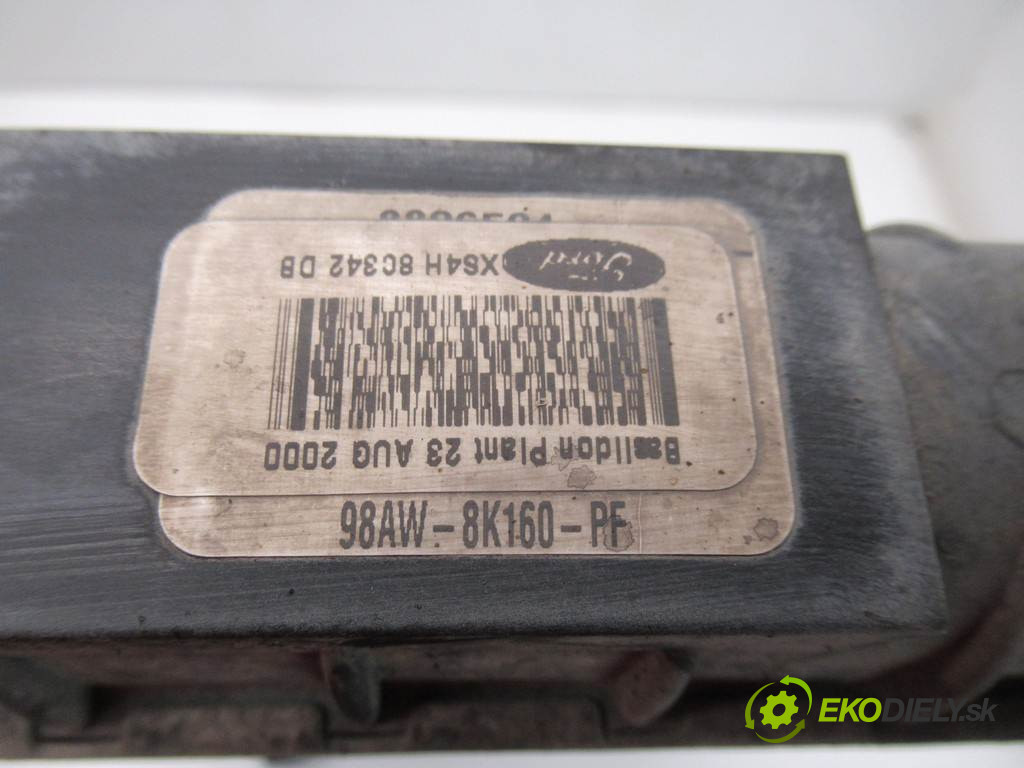 Ford
XS4H 8C342 DB
Basildon Plant 23 AUG 2000
98AW-8K160-PF
EKODIELY.sk